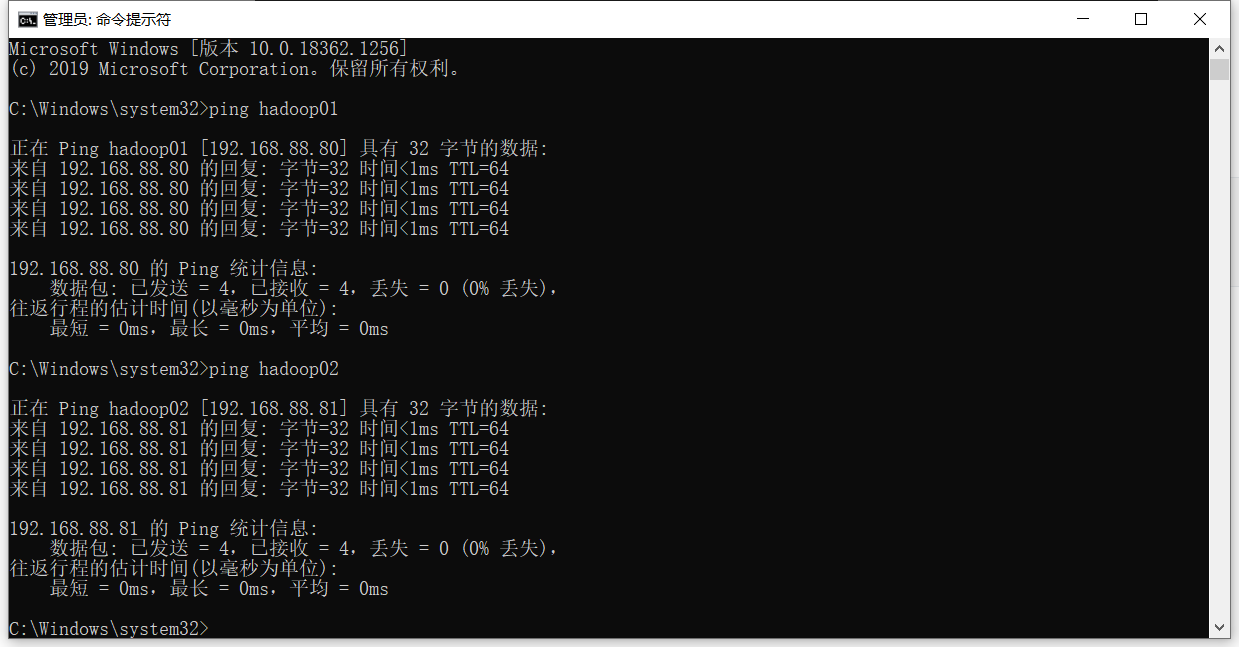 管理员: 命令提示符
Microsoft Windows [版本 10.0.18362.1256]
(c) 2019 Microsoft Corporation。保留所有权利。
C:\Windows\system32>ping hadoop01
正在 Ping hadoop01 [192.168.88.80] 具有 32 字节的数据:
来自 192.168.88.80 的回复: 字节=32 时间<1ms TTL=64
来自 192.168.88.80 的回复: 字节=32 时间<1ms TTL=64
来自 192.168.88.80 的回复: 字节=32 时间<1ms TTL=64
来自 192.168.88.80 的回复: 字节=32 时间<1ms TTL=64
192.168.88.80 的 Ping 统计信息:
数据包: 已发送 = 4，已接收 = 4，丢失 = 0 (0% 丢失)，
往返行程的估计时间(以毫秒为单位):
最短 = 0ms，最长 = 0ms，平均 = 0ms
C:\Windows\system32>ping hadoop02
正在 Ping hadoop02 [192.168.88.81] 具有 32 字节的数据:
来自 192.168.88.81 的回复: 字节=32 时间<1ms TTL=64
来自 192.168.88.81 的回复: 字节=32 时间<1ms TTL=64
来自 192.168.88.81 的回复: 字节=32 时间<1ms TTL=64
来自 192.168.88.81 的回复: 字节=32 时间<1ms TTL=64
192.168.88.81 的 Ping 统计信息:
数据包: 已发送 = 4，已接收 = 4，丢失 = 0 (0% 丢失)，
往返行程的估计时间(以毫秒为单位):
最短 = 0ms，最长 = 0ms，平均 = 0ms
C:\Windows\system32>